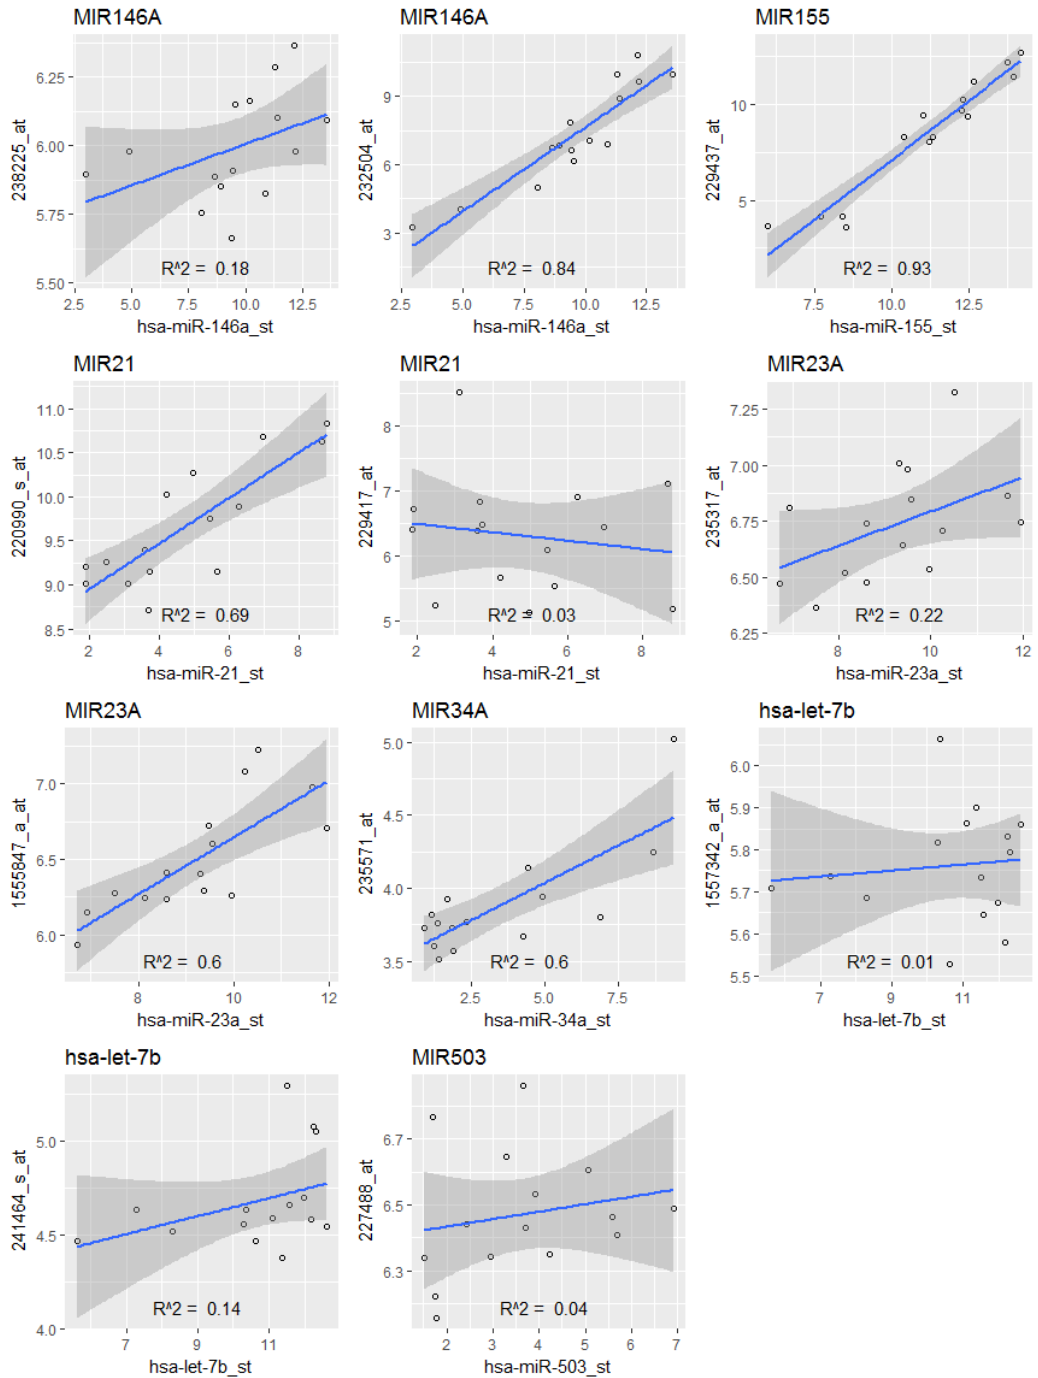 MIR146A
238225_at
6.25
6.00
5.75
5.50
R^2 = 0.18
2.5 5.0 7.5 10.0 12.5
hsa-miR-146a_st
MIR146A
232504_at
9
6
3
R^2 = 0.84
2.5 5.0 7.5 10.0 12.5
hsa-miR-146a_st
MIR155
229437_at
10
5
R^2 = 0.93
7.5 10.0 12.5
hsa-miR-155_st
MIR21
220990_s_at
11.0
10.5
10.0
9.5
9.0
8.5
R^2 = 0.69
2 4 6 8
hsa-miR-21_st
MIR21
229417_at
8
7
6
5
R^2 = 0.03
2 4 6 8
hsa-miR-21_st
MIR23A
235317_at
7.25
7.00
6.75
6.50
6.25
R^2 = 0.22
8 10 12
hsa-miR-23a_st
MIR23A
1555847_a_at
7.0
6.5
6.0
R^2 = 0.6
8 10 12
hsa-miR-23a_st
MIR34A
235571_at
5.0
4.5
4.0
3.5
R^2 = 0.6
2.5 5.0 7.5
hsa-miR-34a_st
hsa-let-7b
1557342_a_at
6.0
5.9
5.8
5.7
5.6
5.5
R^2 = 0.01
7 9 11
hsa-let-7b_st
hsa-let-7b
241464_s_at
5.0
4.5
4.0
R^2 = 0.14
7 9 11
hsa-let-7b_st
MIR503
227488_at
6.7
6.5
6.3
R^2 = 0.04
2 3 4 5 6 7
hsa-miR-503_st